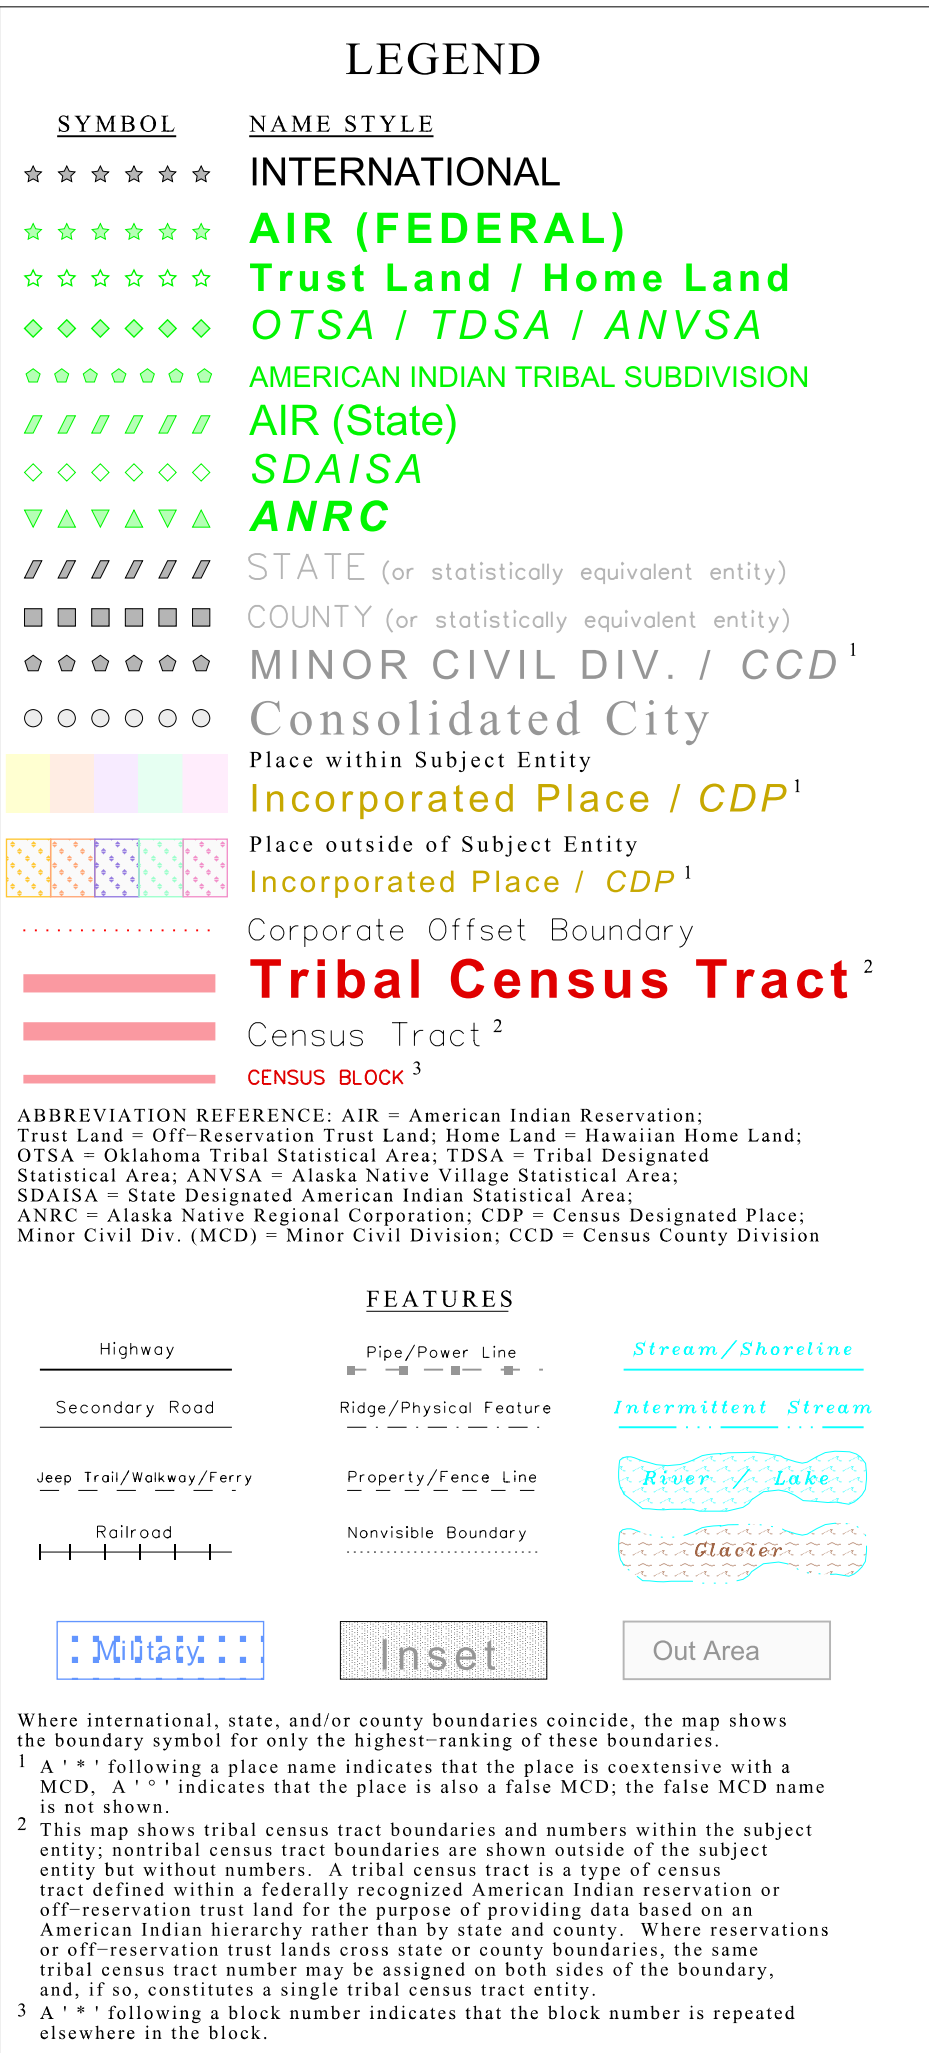 LEGEND
SYMBOL NAME STYLE
INTERNATIONAL
AIR (FEDERAL)
Trust Land / Home Land
OTSA / TDSA / ANVSA
AMERICAN INDIAN TRIBAL SUBDIVISION
AIR (State)
SDAISA
ANRC
STATE (or statistically equivalent entity)
COUNTY (or statistically equivalent entity)
MINOR CIVIL DIV. / CCD 1
Consolidated City
Place within Subject Entity
Incorporated Place / CDP 1
Place outside of Subject Entity
Incorporated Place / CDP 1
Corporate Offset Boundary
Tribal Census Tract 2
Census Tract 2
CENSUS BLOCK 3
ABBREVIATION REFERENCE: AIR = American Indian Reservation;
Trust Land = Off−Reservation Trust Land; Home Land = Hawaiian Home Land;
OTSA = Oklahoma Tribal Statistical Area; TDSA = Tribal Designated
Statistical Area; ANVSA = Alaska Native Village Statistical Area;
SDAISA = State Designated American Indian Statistical Area;
ANRC = Alaska Native Regional Corporation; CDP = Census Designated Place;
Minor Civil Div. (MCD) = Minor Civil Division; CCD = Census County Division
FEATURES
Highway
Pipe/Power Line
Stream/Shoreline
Secondary Road
Ridge/Physical Feature
Intermittent Stream
Jeep Trail/Walkway/Ferry
Property/Fence Line
River / Lake
Railroad
Nonvisible Boundary
Glacier
Military
Inset
Out Area
Where international, state, and/or county boundaries coincide, the map shows
the boundary symbol for only the highest−ranking of these boundaries.
1 A ' * ' following a place name indicates that the place is coextensive with a
MCD, A ' ° ' indicates that the place is also a false MCD; the false MCD name
is not shown.
2 This map shows tribal census tract boundaries and numbers within the subject
entity; nontribal census tract boundaries are shown outside of the subject
entity but without numbers. A tribal census tract is a type of census
tract defined within a federally recognized American Indian reservation or
off−reservation trust land for the purpose of providing data based on an
American Indian hierarchy rather than by state and county. Where reservations
or off−reservation trust lands cross state or county boundaries, the same
tribal census tract number may be assigned on both sides of the boundary,
and, if so, constitutes a single tribal census tract entity.
3 A ' * ' following a block number indicates that the block number is repeated
elsewhere in the block.